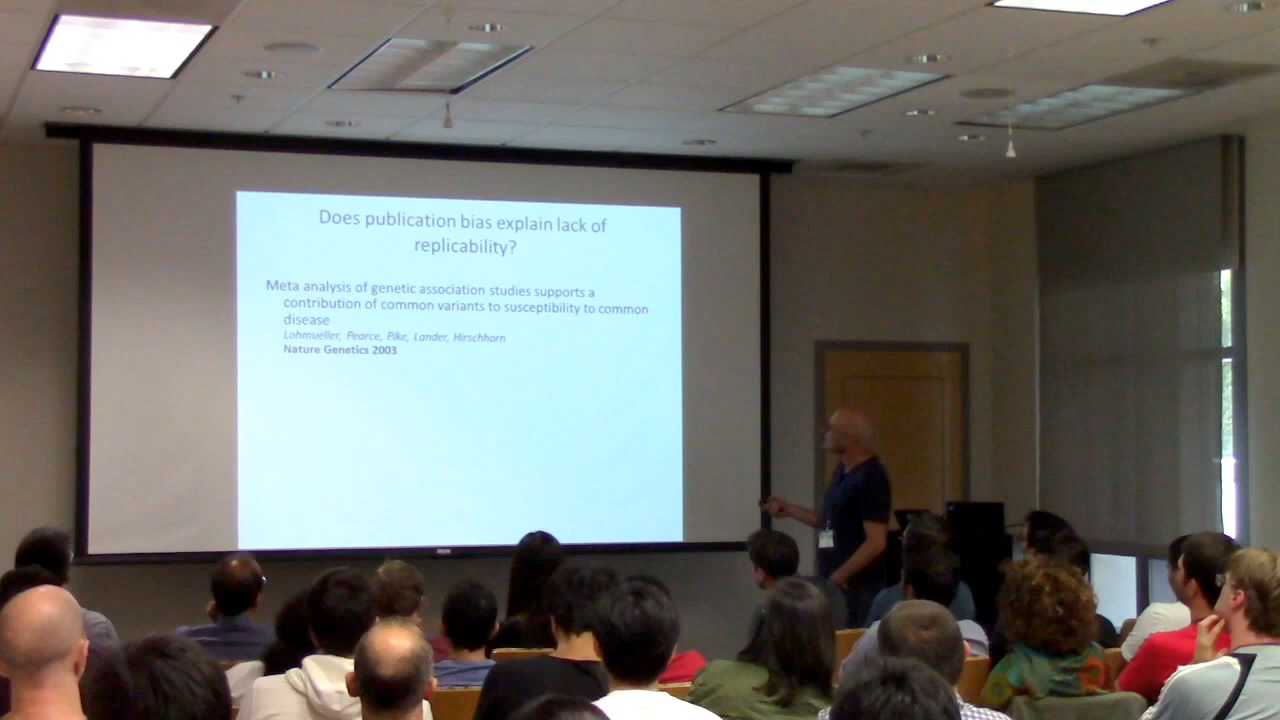 Does publication bias explain lack of
replicability?
Meta analysis of genetic association studies supports a
contribution of common variants to susceptibility to common
disease
Lohmueller, Pearce, Pike, Lander, Hirschhorn
Nature Genetics 2003